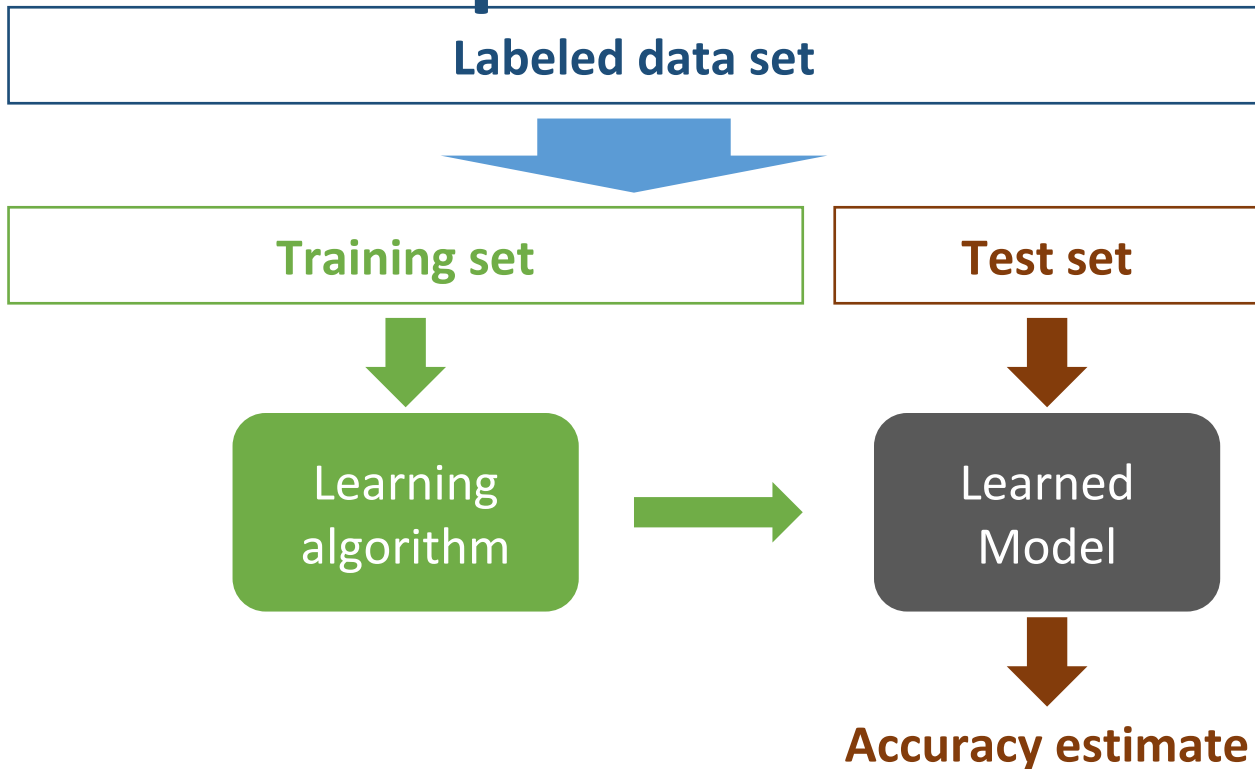 Labeled data set
Training set
Test set
Learning
algorithm
Learned
Model
Accuracy estimate